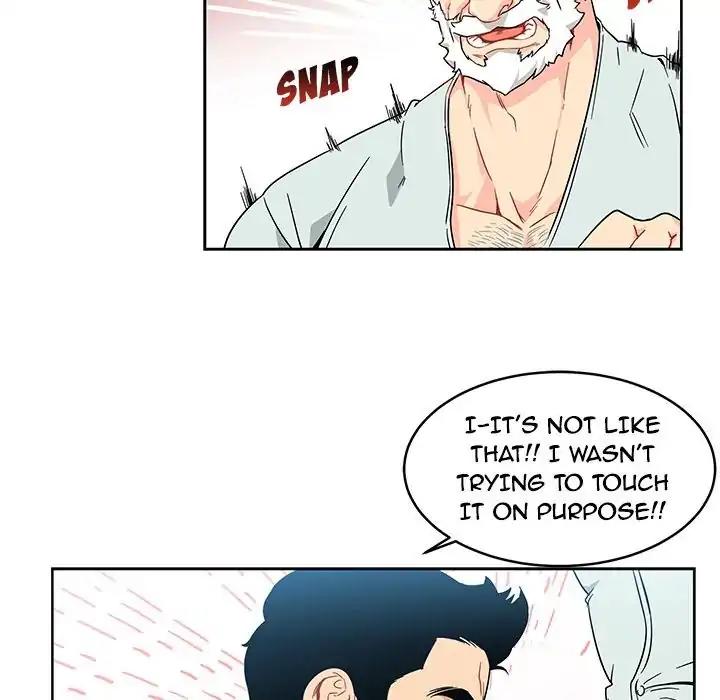 SNAP
I-IT'S NOT LIKE
THAT!! I WASN'T
TRYING TO TOUCH
IT ON PURPOSE!!